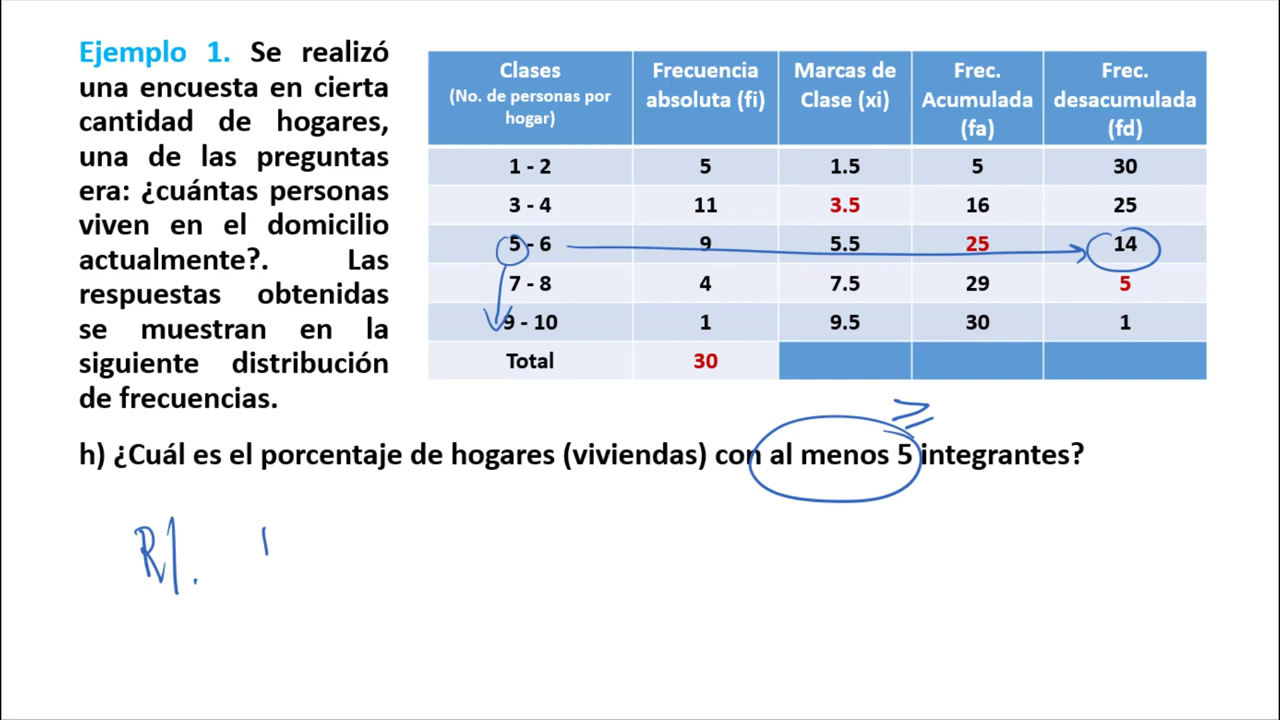 Ejemplo 1. Se realizó
una encuesta en cierta
cantidad de hogares,
una de las preguntas
era: ¿cuántas personas
viven en el domicilio
actualmente?. Las
respuestas obtenidas
se muestran en la
siguiente distribución
de frecuencias.
Clases (No. de personas por hogar) Frecuencia absoluta (fi) Marcas de Clase (xi) Frec. Acumulada (fa) Frec. desacumulada (fd)
1 - 2 5 1.5 5 30
3 - 4 11 3.5 16 25
5 - 6 9 5.5 25 14
7 - 8 4 7.5 29 5
9 - 10 1 9.5 30 1
Total 30
≥
h) ¿Cuál es el porcentaje de hogares (viviendas) con al menos 5 integrantes?
R/. 1